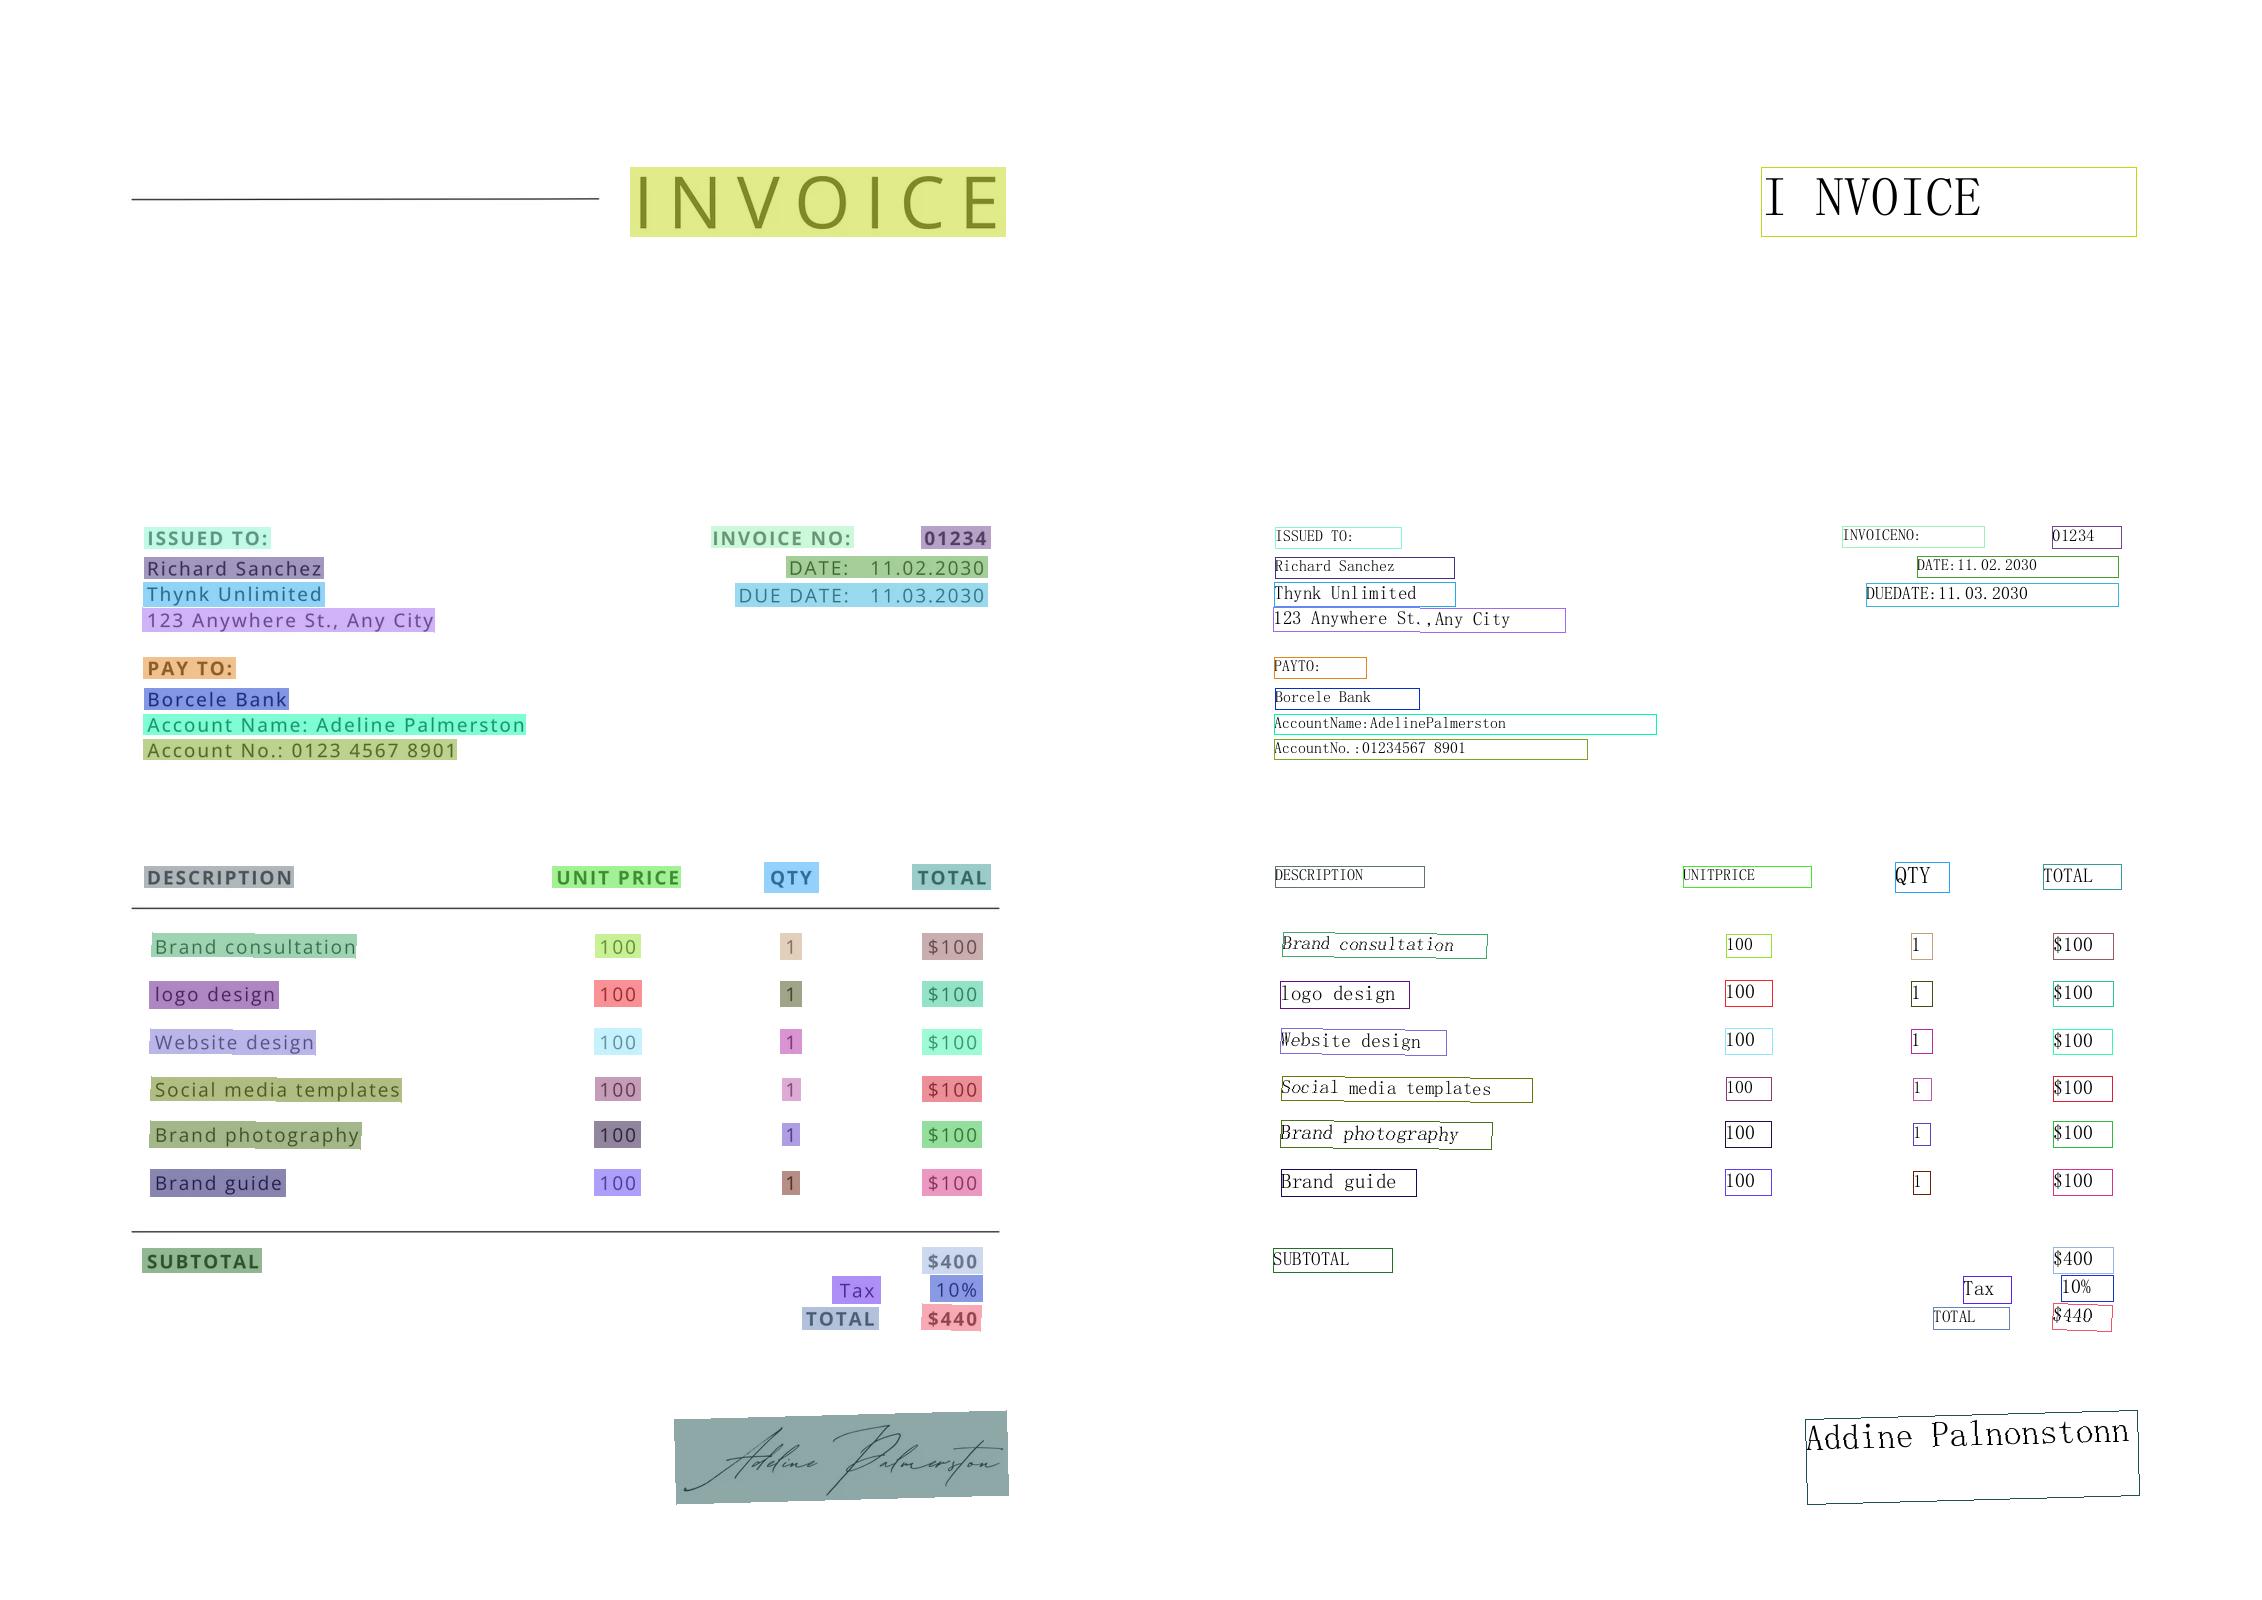 INVOICE
ISSUED TO:
Richard Sanchez
Thynk Unlimited
123 Anywhere St., Any City
INVOICE NO: 01234
DATE: 11.02.2030
DUE DATE: 11.03.2030
PAY TO:
Borcele Bank
Account Name: Adeline Palmerston
Account No.: 0123 4567 8901
DESCRIPTION UNIT PRICE QTY TOTAL
Brand consultation 100 1 $100
logo design 100 1 $100
Website design 100 1 $100
Social media templates 100 1 $100
Brand photography 100 1 $100
Brand guide 100 1 $100
SUBTOTAL $400
Tax 10%
TOTAL $440
Adeline Palmerston
I NVOICE
ISSUED TO:
Richard Sanchez
Thynk Unlimited
123 Anywhere St.,Any City
INVOICENO: 01234
DATE:11.02.2030
DUEDATE:11.03.2030
PAYTO:
Borcele Bank
AccountName:AdelinePalmerston
AccountNo.:01234567 8901
DESCRIPTION UNITPRICE QTY TOTAL
Brand consultation 100 1 $100
logo design 100 1 $100
Website design 100 1 $100
Social media templates 100 1 $100
Brand photography 100 1 $100
Brand guide 100 1 $100
SUBTOTAL $400
Tax 10%
TOTAL $440
Addine Palnonstonn